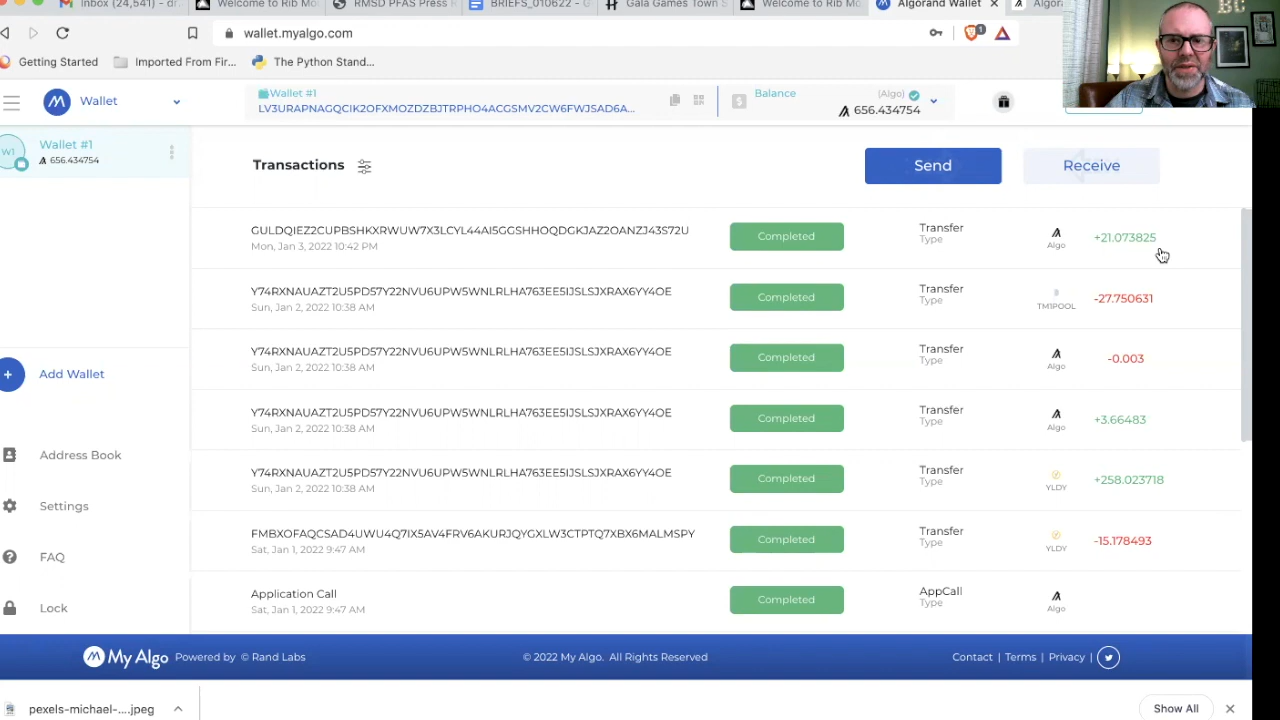 Inbox (24,541) - dr.
Welcome to Rib Mo
RMSD PFAS Press R
BRIEFS_010622 - G
Gala Games Town S
Welcome to Rib Mo
Algorand Wallet
Algora
wallet.myalgo.com
1
Getting Started
Imported From Fir...
The Python Stand...
BC
Wallet
Wallet #1
LV3URAPNAGQCIK2OFXMOZDZBJTRPHO4ACGSMV2CW6FWJSAD6A...
Balance
(Algo)
656.434754
W1
Wallet #1
656.434754
Transactions
Send
Receive
GULDQIEZ2CUPBSHKXRWUW7X3LCYL44AI5GGSHHOQDGKJAZ2OANZJ43S72U
Mon, Jan 3, 2022 10:42 PM
Completed
Transfer
Type
Algo
+21.073825
Y74RXNAUAZT2U5PD57Y22NVU6UPW5WNLRLHA763EE5IJSLSJXRAX6YY4OE
Sun, Jan 2, 2022 10:38 AM
Completed
Transfer
Type
TM1POOL
-27.750631
Y74RXNAUAZT2U5PD57Y22NVU6UPW5WNLRLHA763EE5IJSLSJXRAX6YY4OE
Sun, Jan 2, 2022 10:38 AM
Completed
Transfer
Type
Algo
-0.003
Y74RXNAUAZT2U5PD57Y22NVU6UPW5WNLRLHA763EE5IJSLSJXRAX6YY4OE
Sun, Jan 2, 2022 10:38 AM
Completed
Transfer
Type
Algo
+3.66483
Y74RXNAUAZT2U5PD57Y22NVU6UPW5WNLRLHA763EE5IJSLSJXRAX6YY4OE
Sun, Jan 2, 2022 10:38 AM
Completed
Transfer
Type
YLDY
+258.023718
FMBXOFAQCSAD4UWU4Q7IX5AV4FRV6AKURJQYGXLW3CTPTQ7XBX6MALMSPY
Sat, Jan 1, 2022 9:47 AM
Completed
Transfer
Type
YLDY
-15.178493
Application Call
Sat, Jan 1, 2022 9:47 AM
Completed
AppCall
Type
Algo
Add Wallet
Address Book
Settings
FAQ
Lock
My Algo Powered by © Rand Labs
© 2022 My Algo. All Rights Reserved
Contact | Terms | Privacy |
pexels-michael-....jpeg
Show All